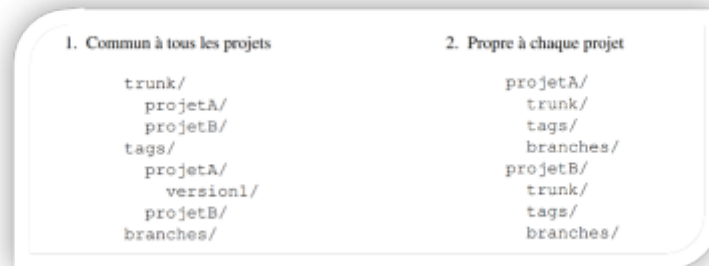 1. Commun à tous les projets
trunk/
projetA/
projetB/
tags/
projetA/
version1/
projetB/
branches/
2. Propre à chaque projet
projetA/
trunk/
tags/
branches/
projetB/
trunk/
tags/
branches/